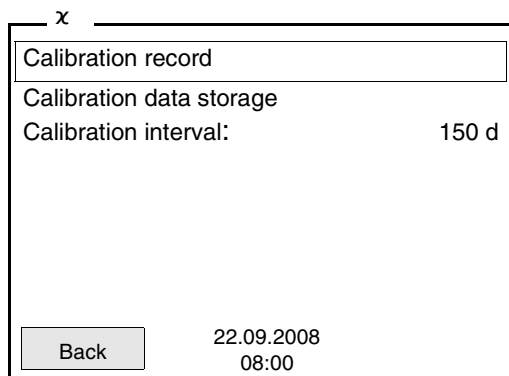 ϰ
Calibration record
Calibration data storage
Calibration interval: 150 d
Back
22.09.2008
08:00